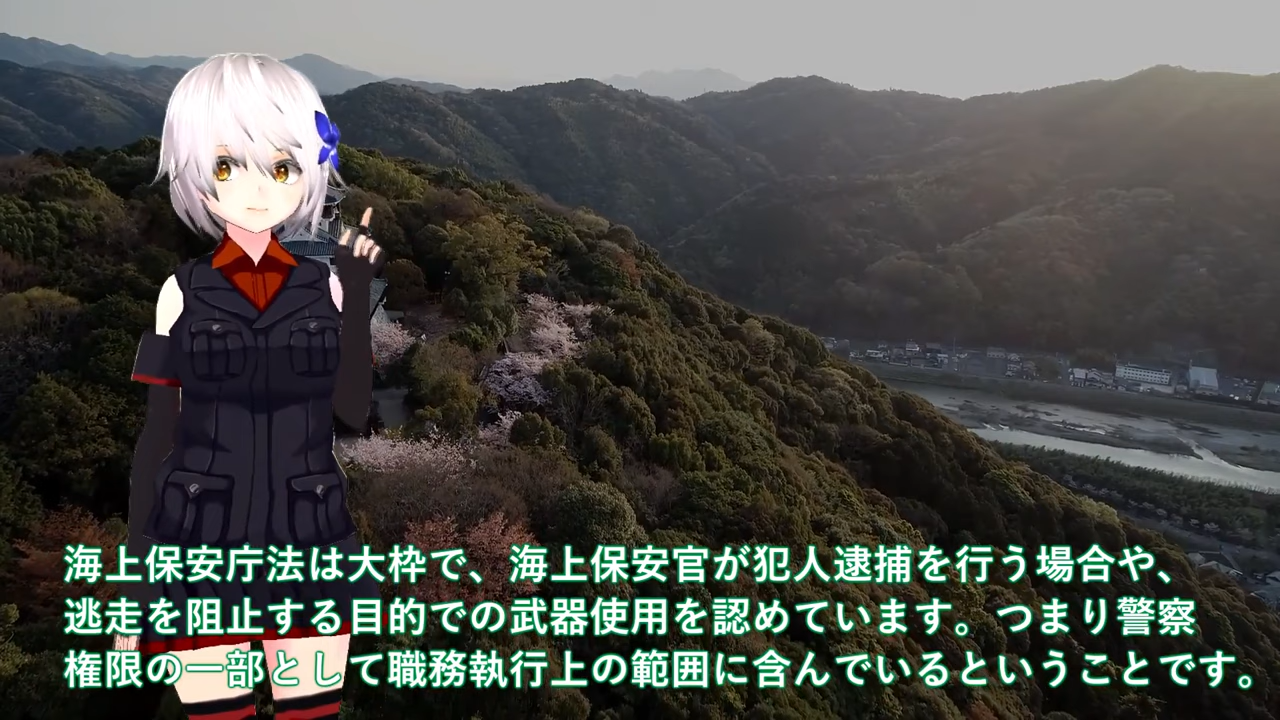 海上保安庁法は大枠で、海上保安官が犯人逮捕を行う場合や、
逃走を阻止する目的での武器使用を認めています。つまり警察
権限の一部として職務執行上の範囲に含んでいるということです。